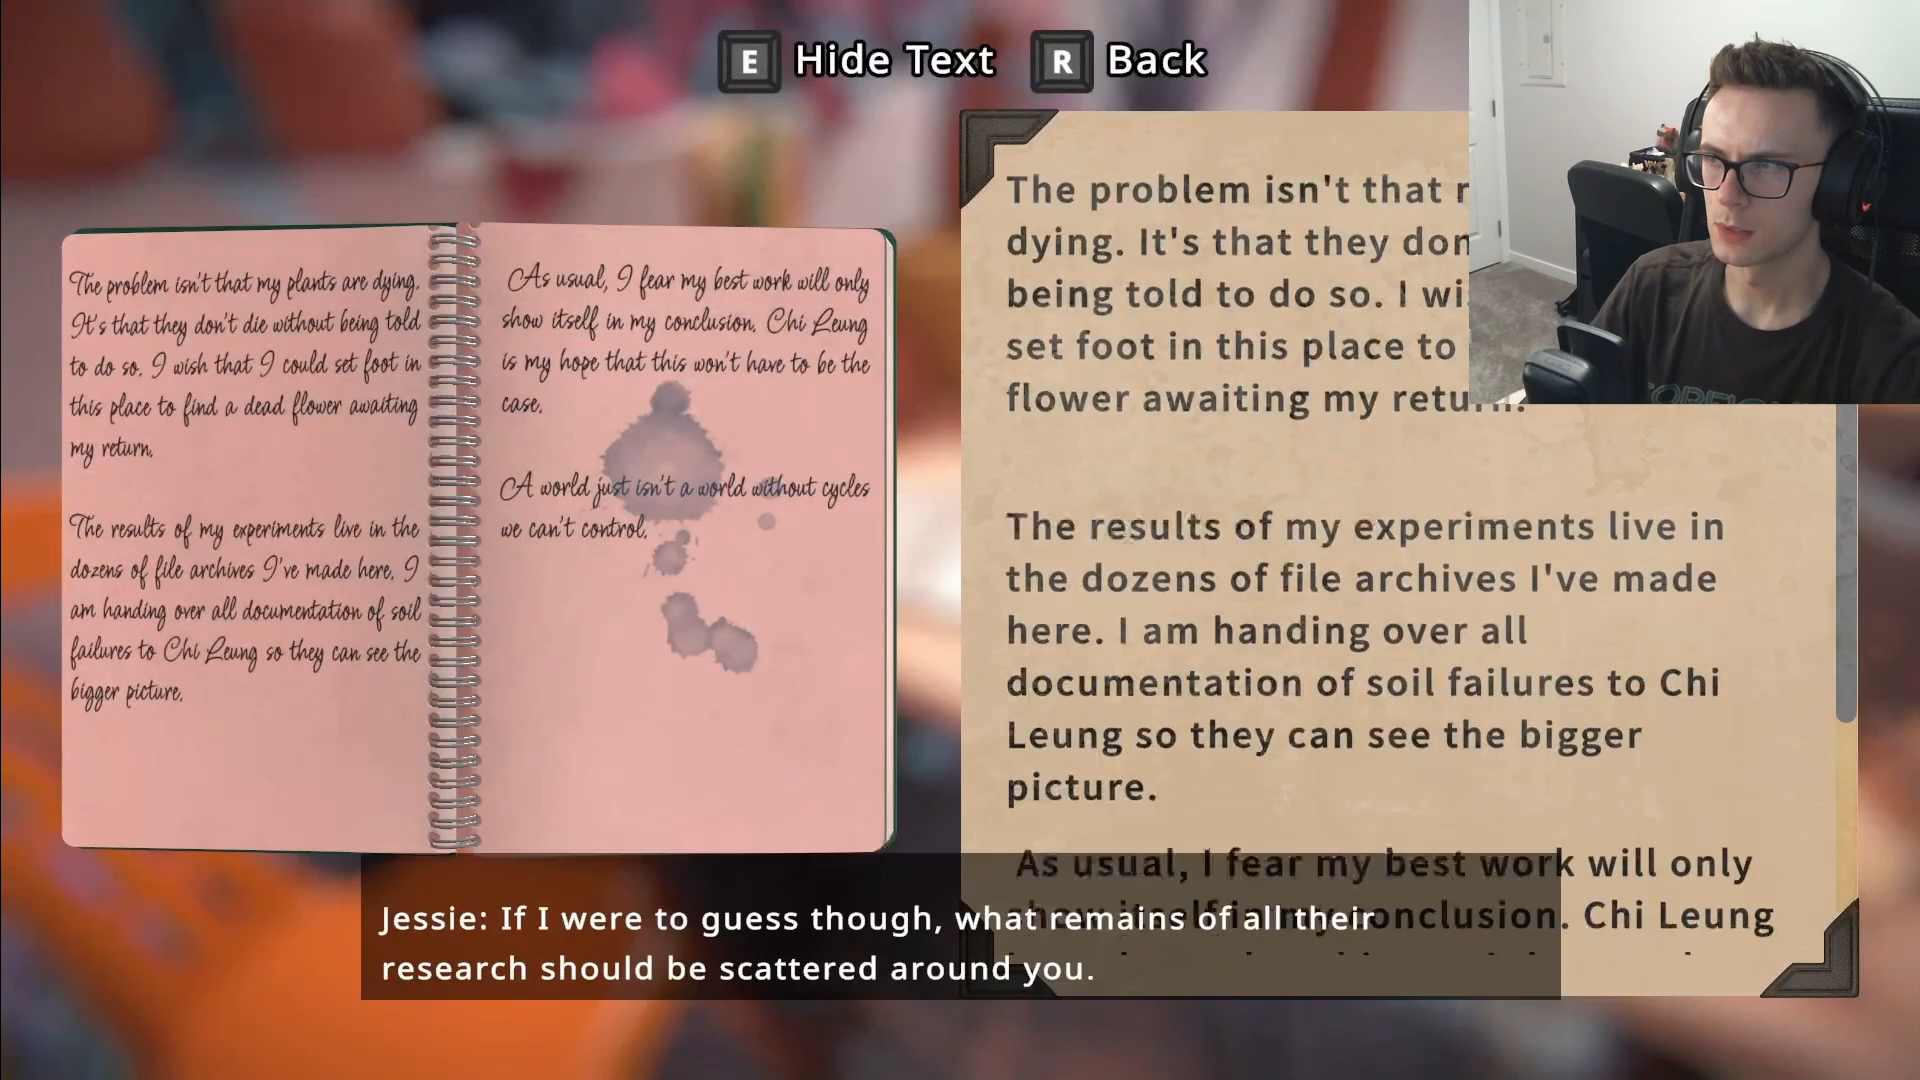 E Hide Text R Back
The problem isn't that my plants are dying.
It's that they don't die without being told
to do so. I wish that I could set foot in
this place to find a dead flower awaiting
my return.
The results of my experiments live in the
dozens of file archives I've made here. I
am handing over all documentation of soil
failures to Chi Leung so they can see the
bigger picture.
As usual, I fear my best work will only
show itself in my conclusion. Chi Leung
is my hope that this won't have to be the
case.
A world just isn't a world without cycles
we can't control.
The problem isn't that
dying. It's that they don
being told to do so. I wi
set foot in this place to
flower awaiting my return.
The results of my experiments live in
the dozens of file archives I've made
here. I am handing over all
documentation of soil failures to Chi
Leung so they can see the bigger
picture.
As usual, I fear my best work will only
show itself in my conclusion. Chi Leung
Jessie: If I were to guess though, what remains of all their
research should be scattered around you.